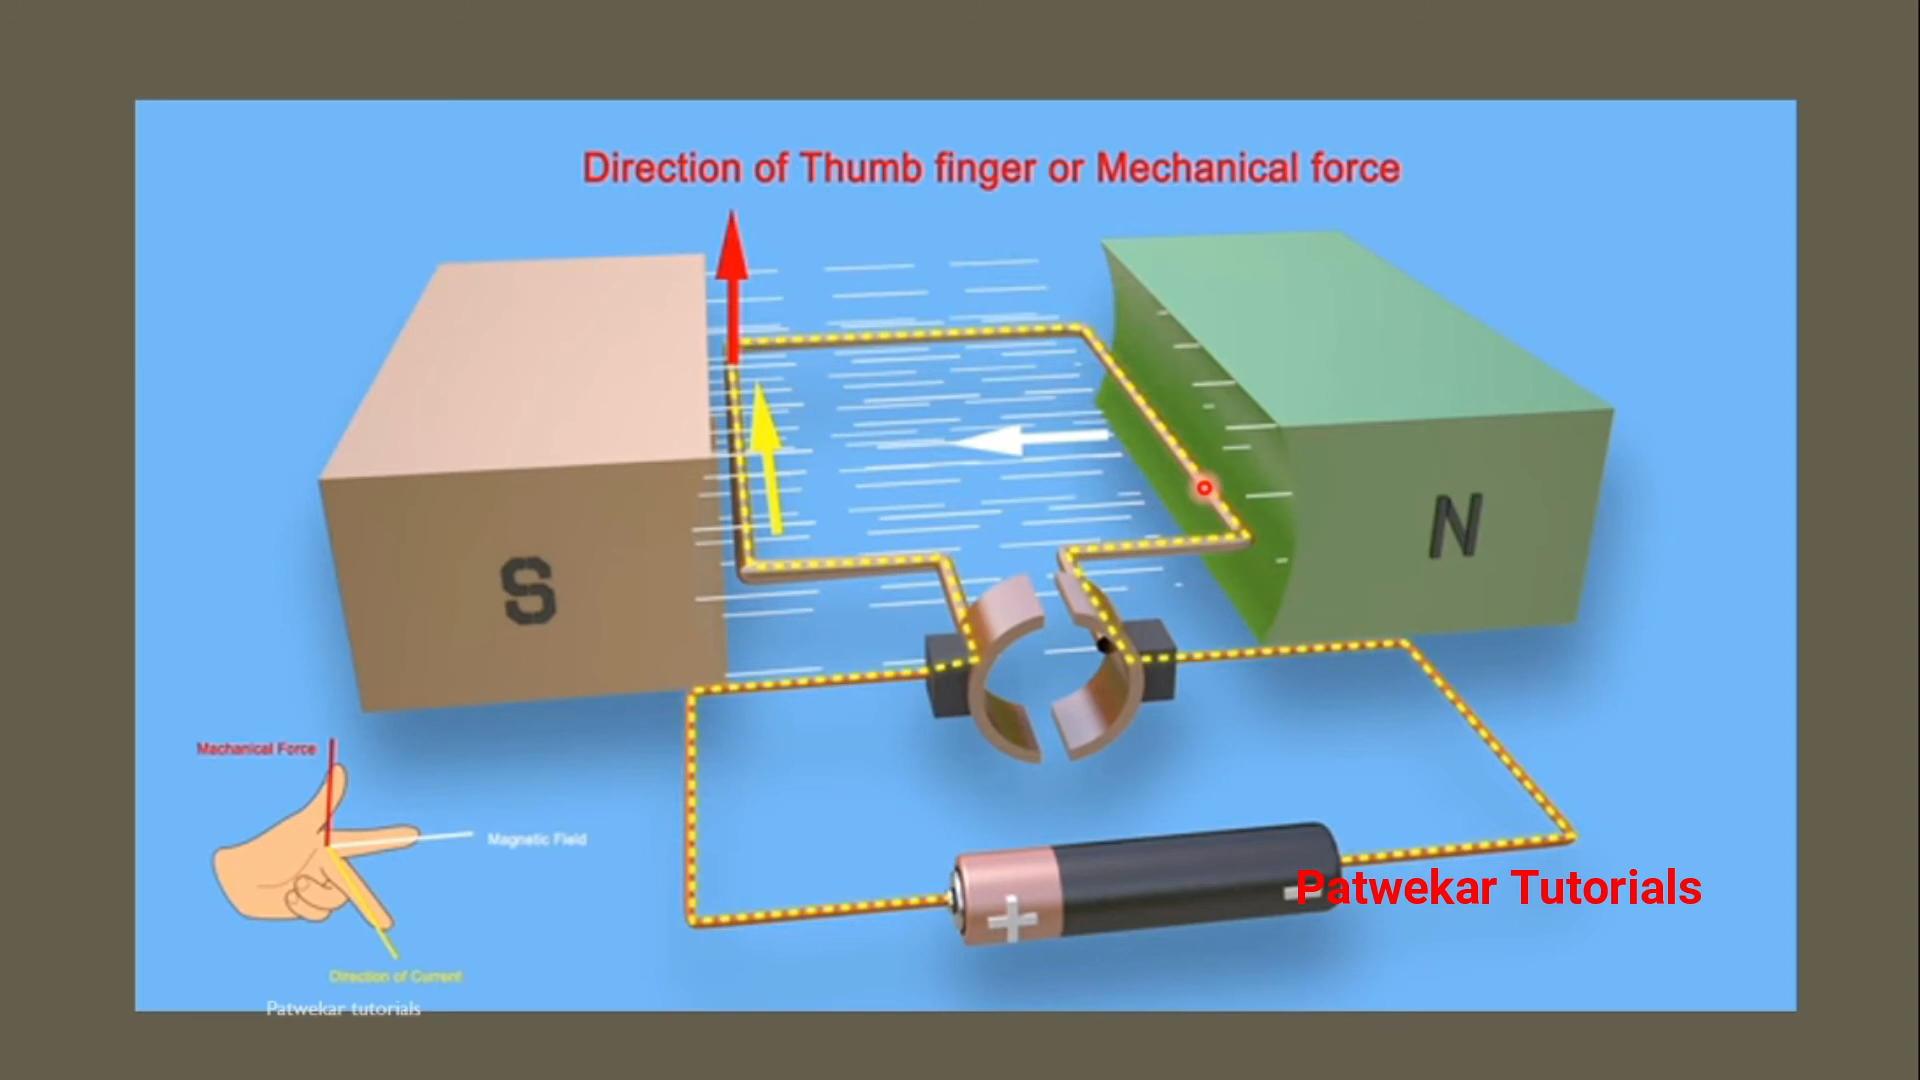 Direction of Thumb finger or Mechanical force
S
N
Machanical Force
Magnetic Field
+
-
Patwekar Tutorials
Direction of Current
Patwekar tutorials